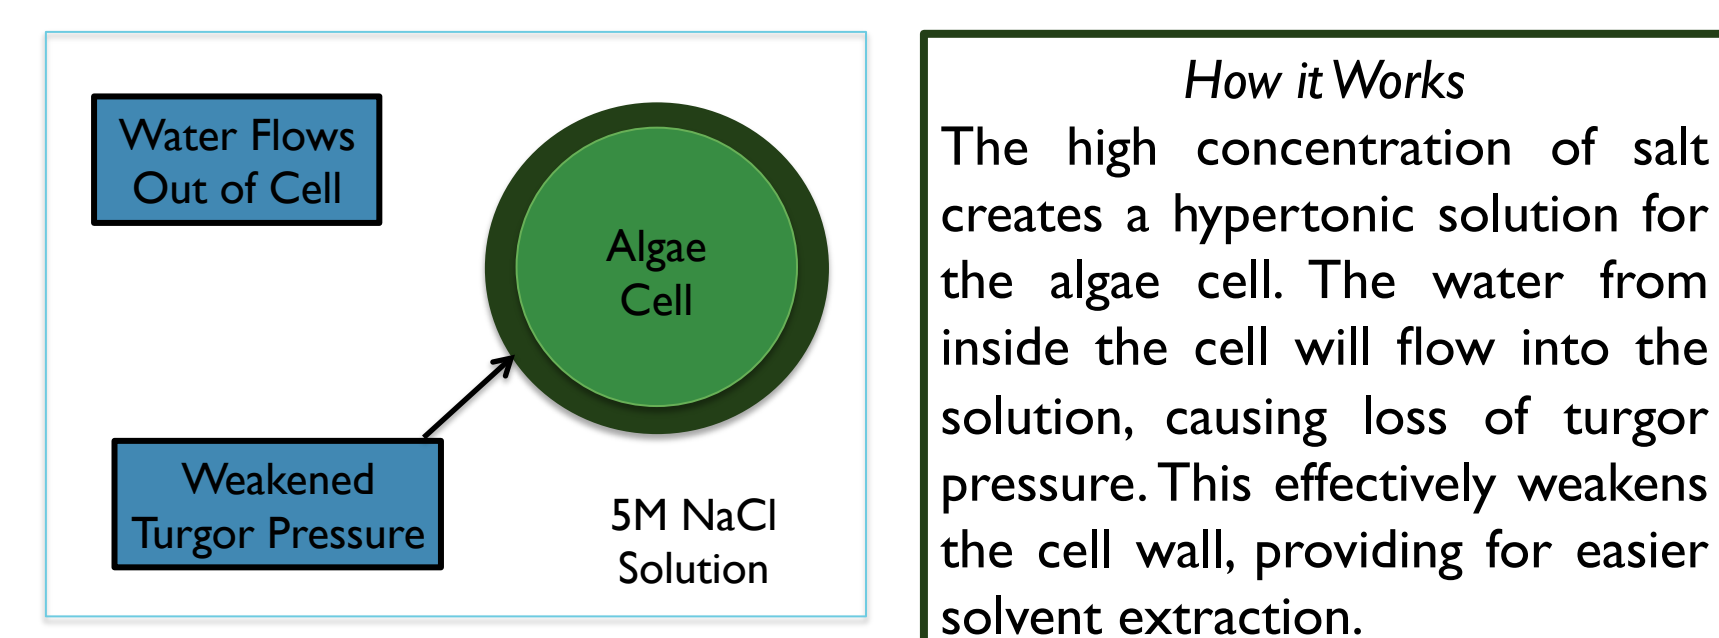 Water Flows
Out of Cell
Algae
Cell
Weakened
Turgor Pressure
5M NaCl
Solution
How it Works
The high concentration of salt
creates a hypertonic solution for
the algae cell. The water from
inside the cell will flow into the
solution, causing loss of turgor
pressure. This effectively weakens
the cell wall, providing for easier
solvent extraction.